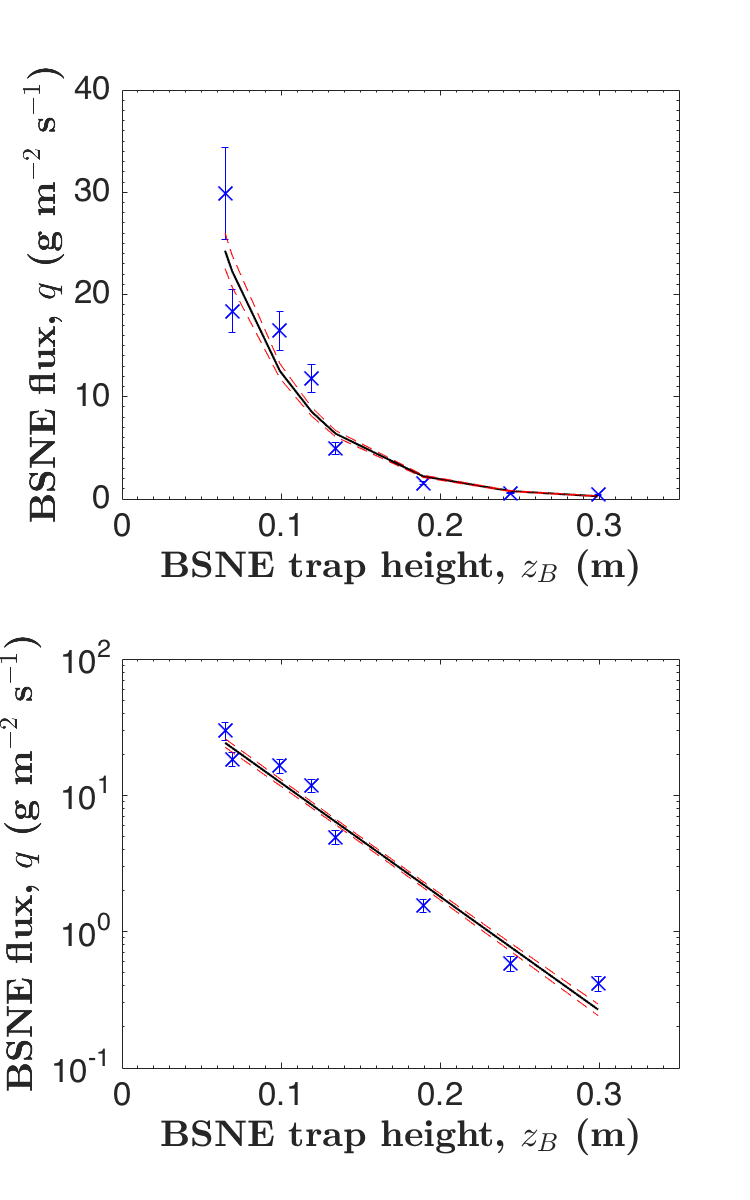 BSNE flux, q (g m⁻² s⁻¹)
40
30
20
10
0
0 0.1 0.2 0.3
BSNE trap height, z_B (m)
BSNE flux, q (g m⁻² s⁻¹)
10²
10¹
10⁰
10⁻¹
0 0.1 0.2 0.3
BSNE trap height, z_B (m)